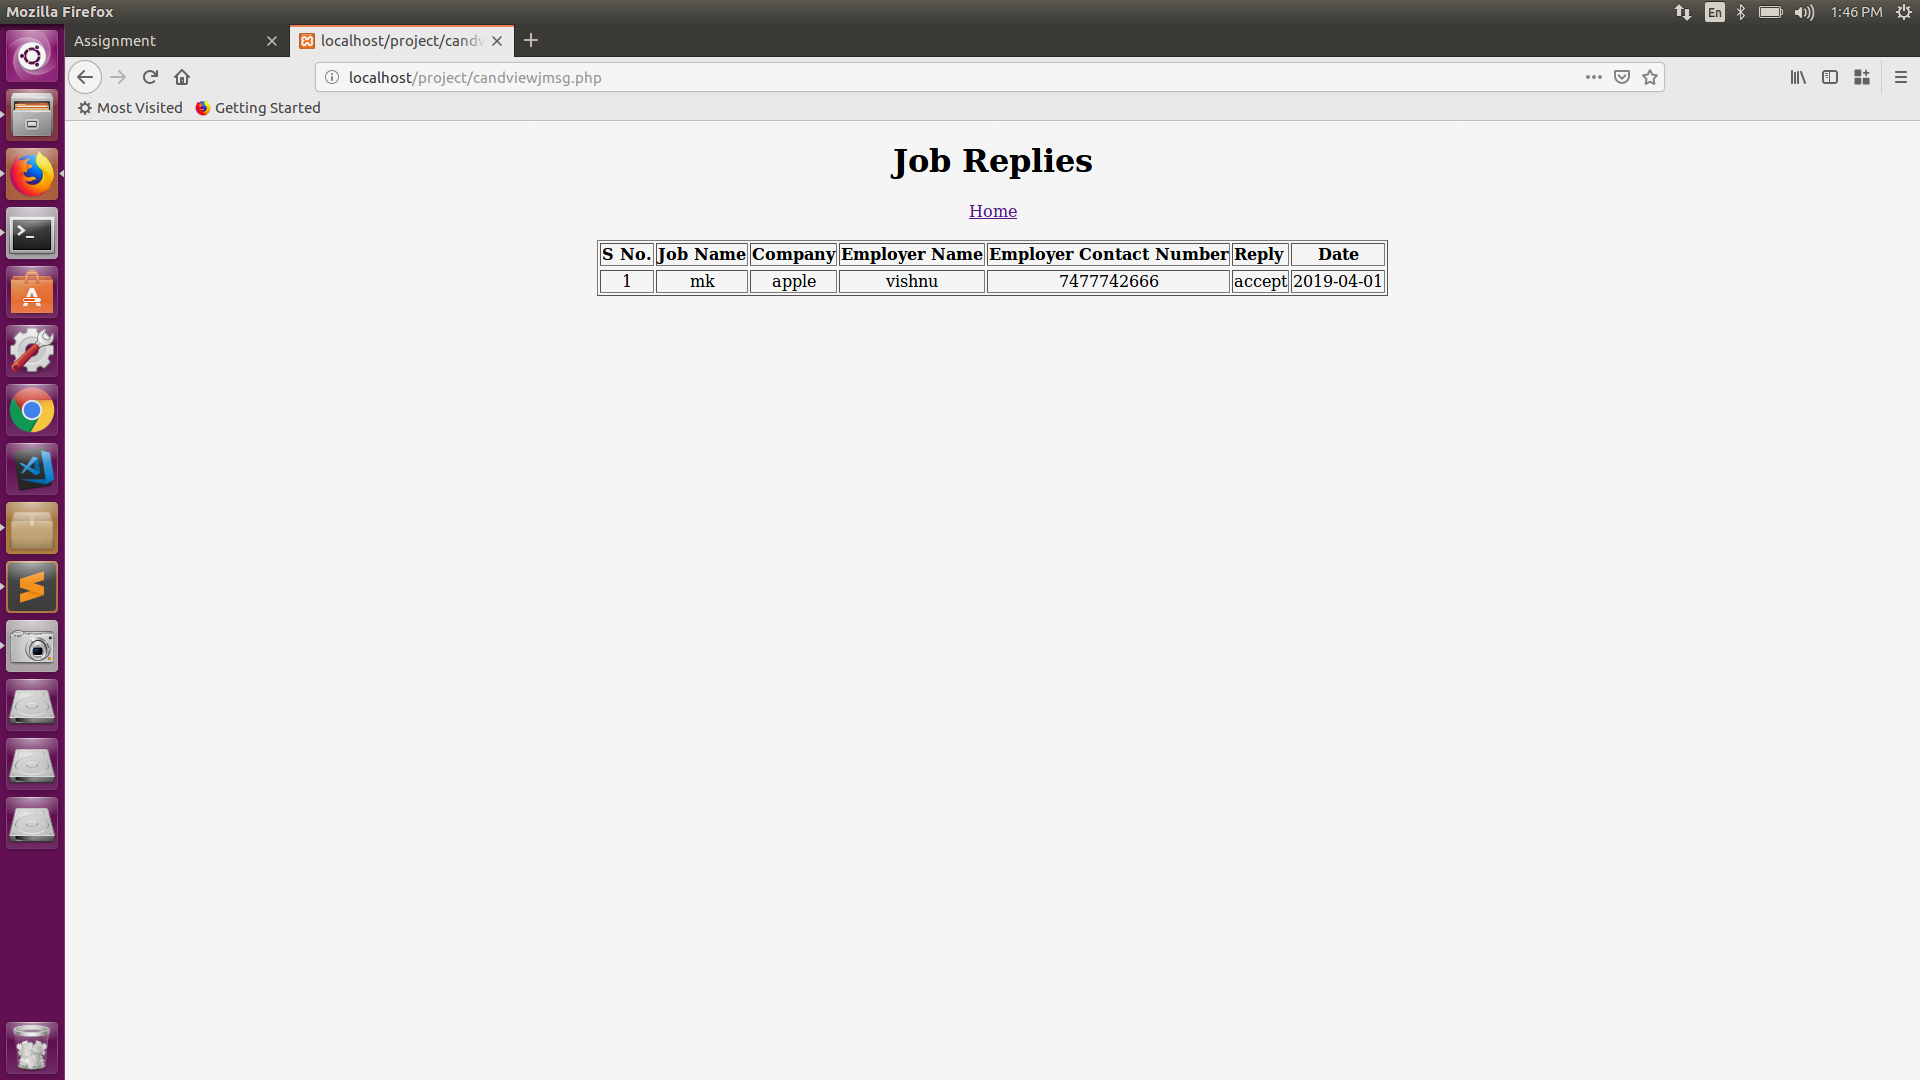 Mozilla Firefox
En
1:46 PM
Assignment
localhost/project/candv
localhost/project/candviewjmsg.php
Most Visited
Getting Started
Job Replies
Home
S No. Job Name Company Employer Name Employer Contact Number Reply Date
1 mk apple vishnu 7477742666 accept 2019-04-01